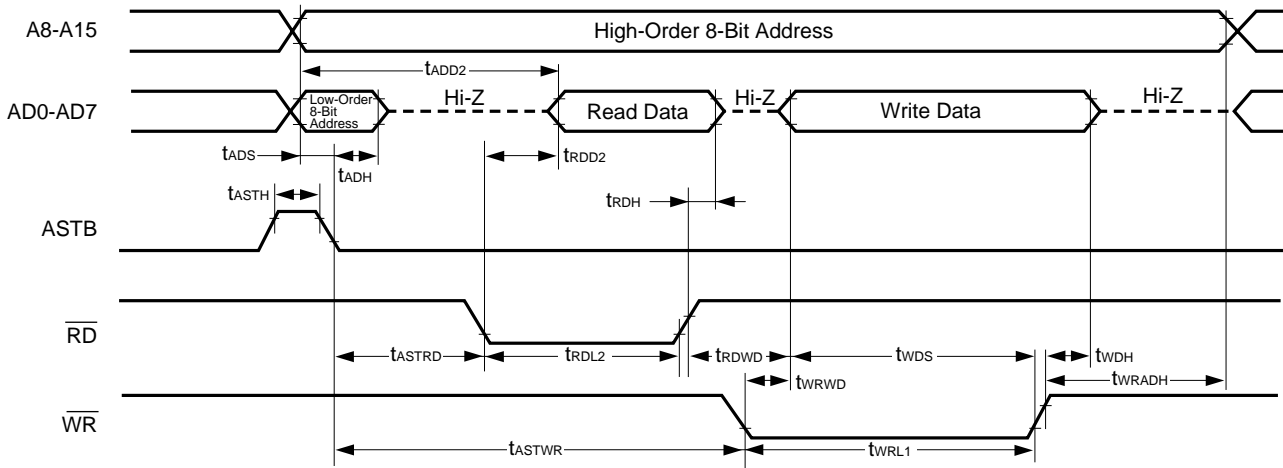 A8-A15
High-Order 8-Bit Address
tADD2
AD0-AD7
Low-Order
8-Bit
Address
Hi-Z
Read Data
Hi-Z
Write Data
Hi-Z
tADS
tADH
tRDD2
tASTH
tRDH
ASTB
RD
tASTRD
tRDL2
tRDWD
tWDS
tWDH
tWRWD
tWRADH
WR
tASTWR
tWRL1